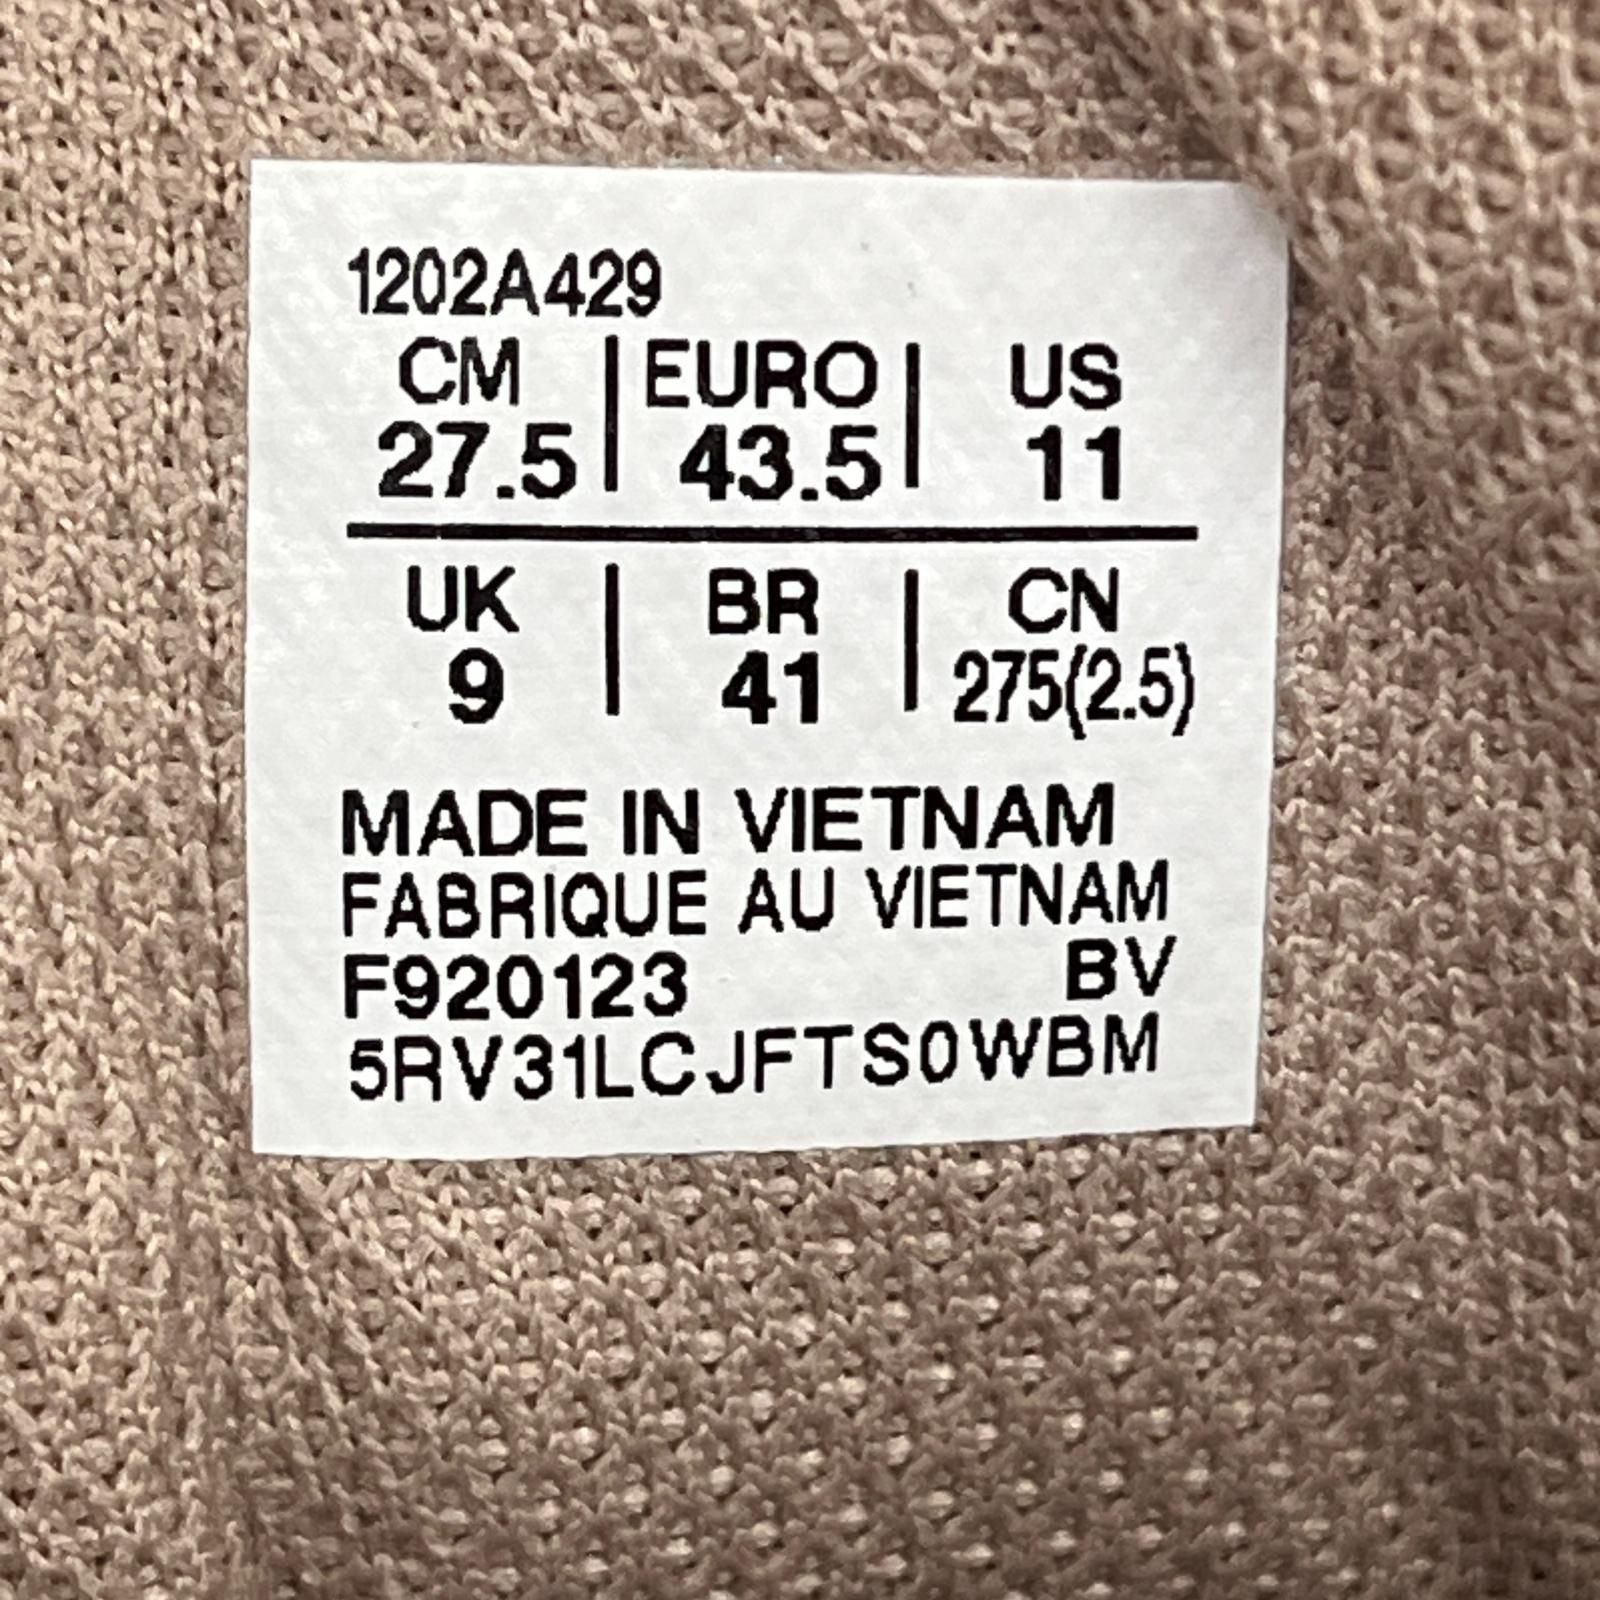 1202A429
CM | EURO | US
27.5 | 43.5 | 11
UK | BR | CN
9 | 41 | 275(2.5)
MADE IN VIETNAM
FABRIQUE AU VIETNAM
F920123 BV
5RV31LCJFTS0WBM